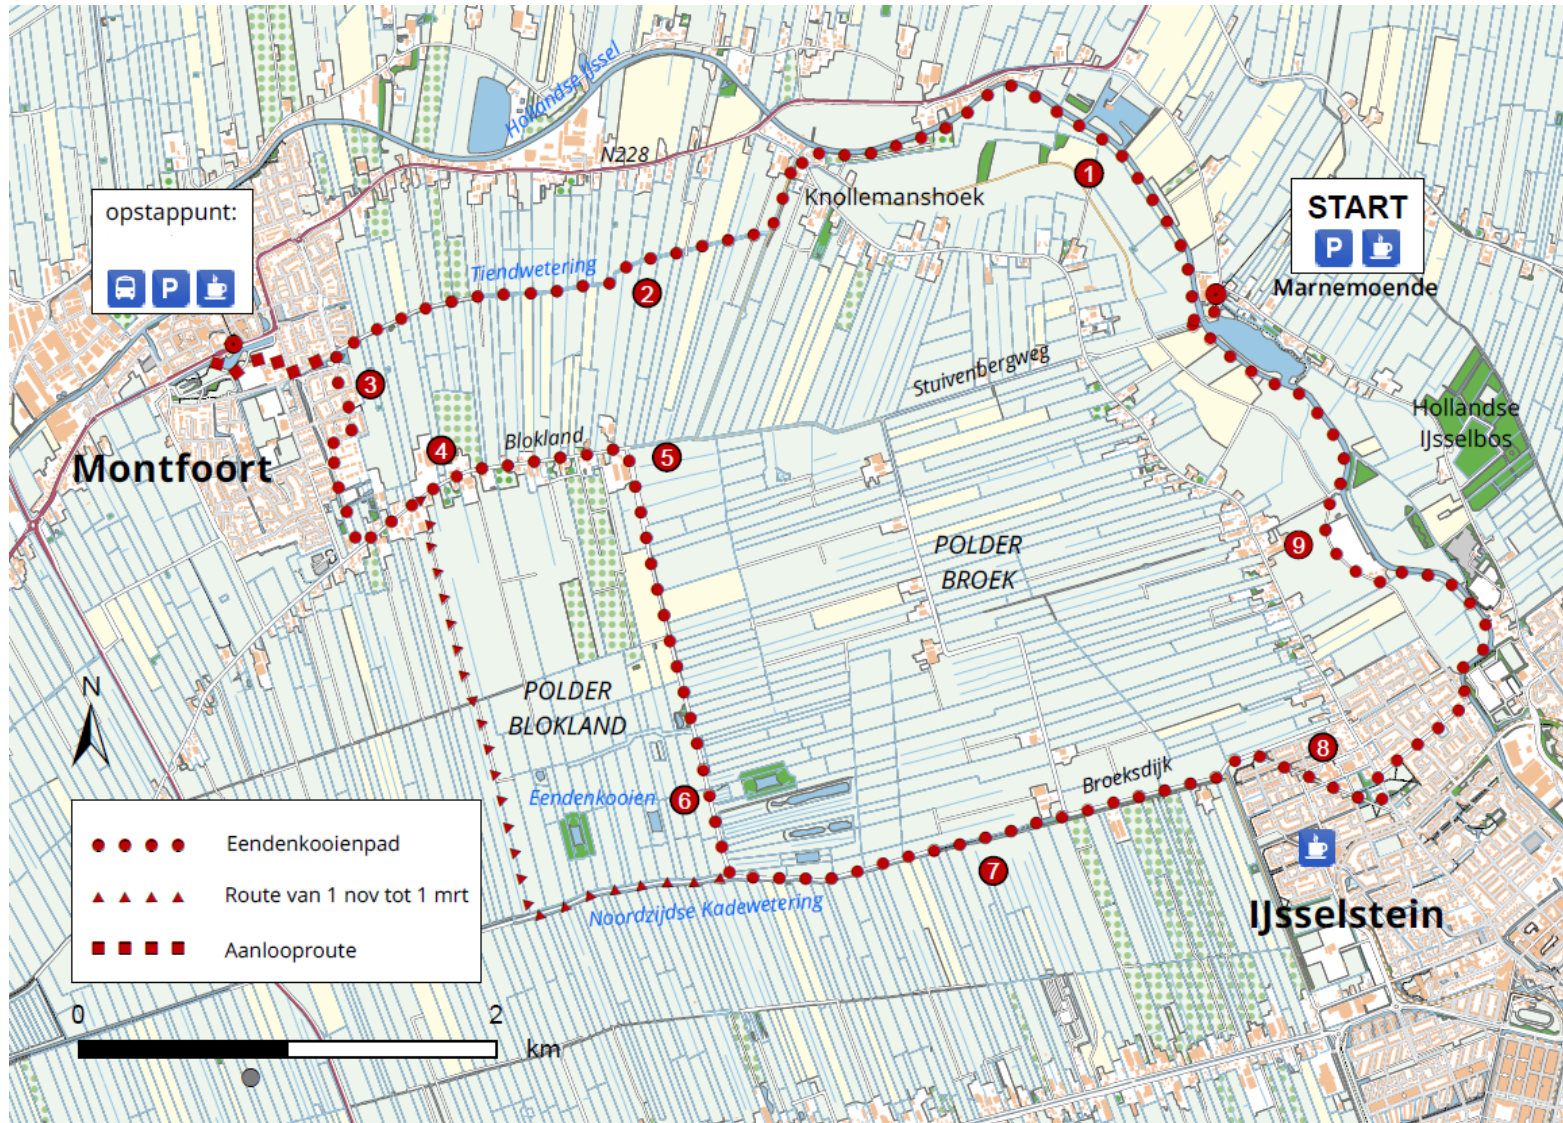 Hollandse IJssel
N228
opstappunt:
P
START
P
Marnemoende
1
Knollemanshoek
Tiendwetering
2
3
Stuivenbergweg
Hollandse
IJsselbos
Montfoort
4
Blokland
5
POLDER
BROEK
9
N
POLDER
BLOKLAND
8
Broeksdijk
Eendenkooien
6
7
Noordzijdse Kadewetering
IJsselstein
Eendenkooienpad
Route van 1 nov tot 1 mrt
Aanlooproute
0
2
km